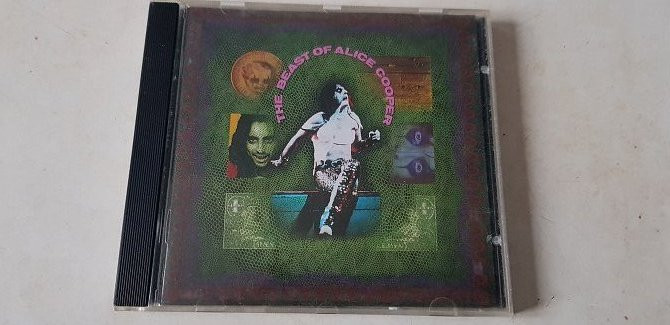 THE BEAST OF ALICE COOPER